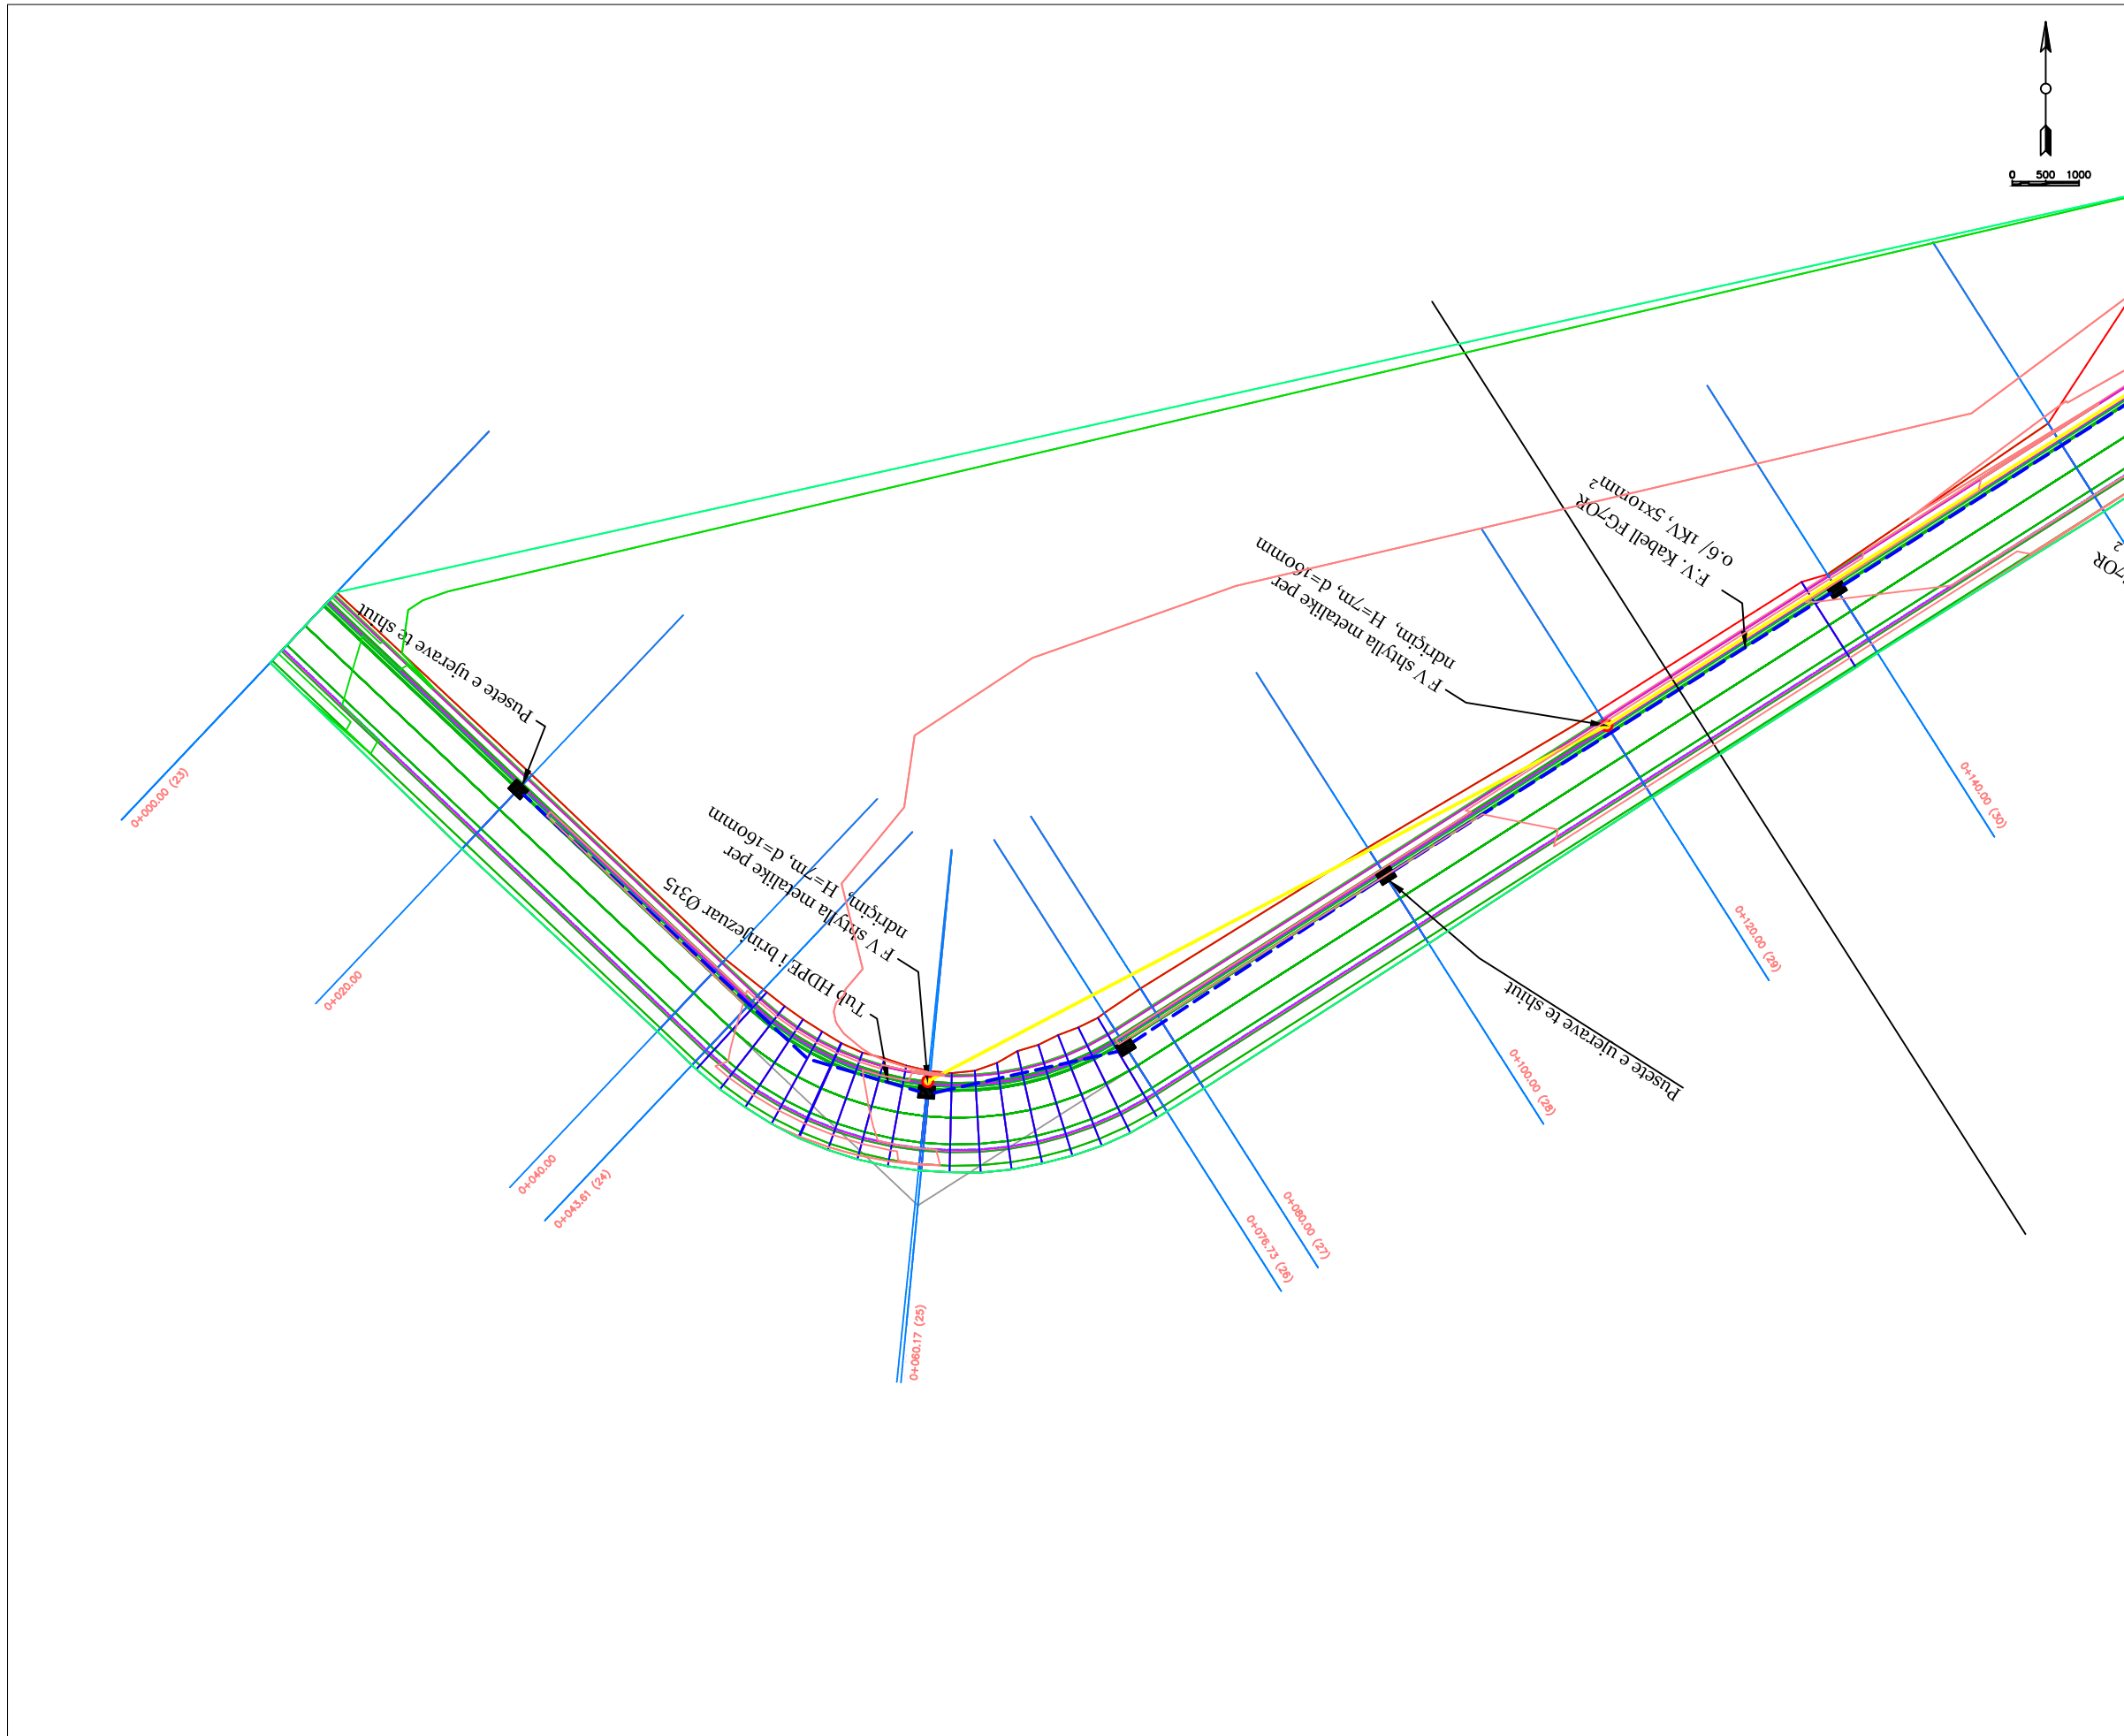 0 500 1000
Pusete e ujerave te shiut
0+000.00 (23)
0+020.00
F.V. Kabell FG7OR
0.6/ 1KV, 5x10mm²
F V shtylla metalike per
ndriçim, H=7m, d=160mm
0+140.00 (30)
F V shtylla metalike per
ndriçim, H=7m, d=160mm
Tub HDPE i brinjezuar Ø315
0+120.00 (29)
Pusete e ujerave te shiut
0+100.00 (28)
0+040.00
0+043.61 (24)
0+080.00 (27)
0+076.73 (26)
0+060.17 (25)